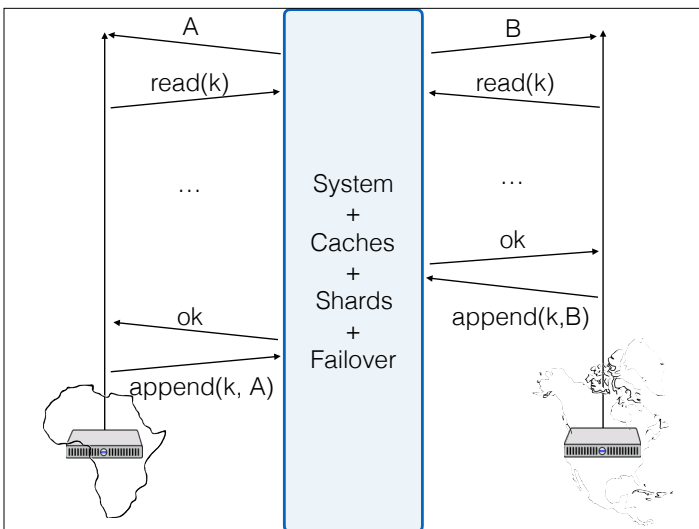 A
B
read(k)
read(k)
…
…
System
+
Caches
+
Shards
+
Failover
ok
append(k,B)
ok
append(k, A)